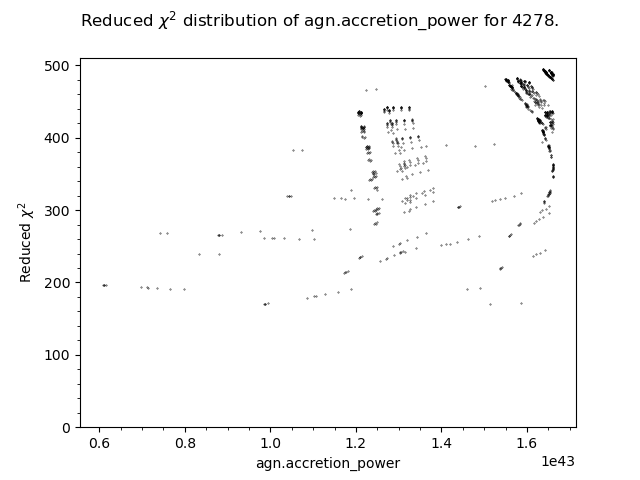 Reduced χ² distribution of agn.accretion_power for 4278.
500
400
300
200
100
0
Reduced χ²
0.6 0.8 1.0 1.2 1.4 1.6
1e43
agn.accretion_power